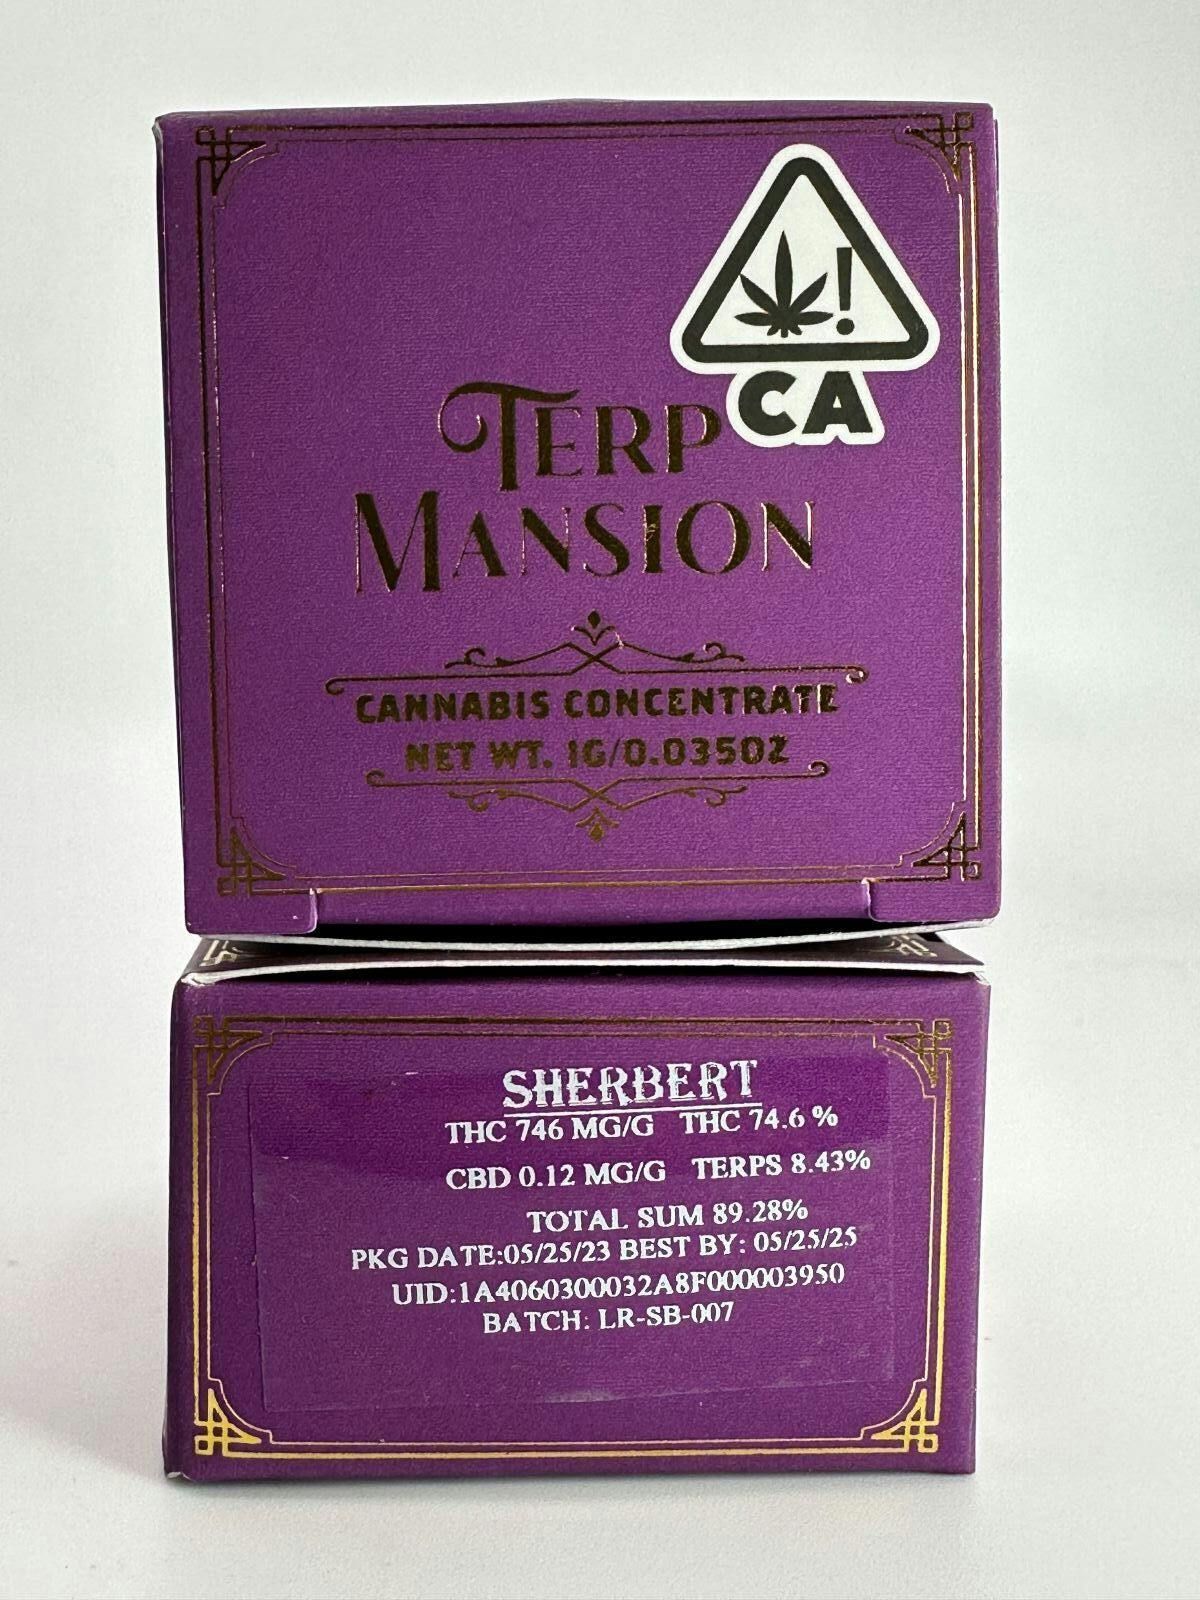 !
CA
TERP
MANSION
CANNABIS CONCENTRATE
NET WT. 1G/0.035OZ
SHERBERT
THC 746 MG/G THC 74.6 %
CBD 0.12 MG/G TERPS 8.43%
TOTAL SUM 89.28%
PKG DATE:05/25/23 BEST BY: 05/25/25
UID:1A4060300032A8F000003950
BATCH: LR-SB-007